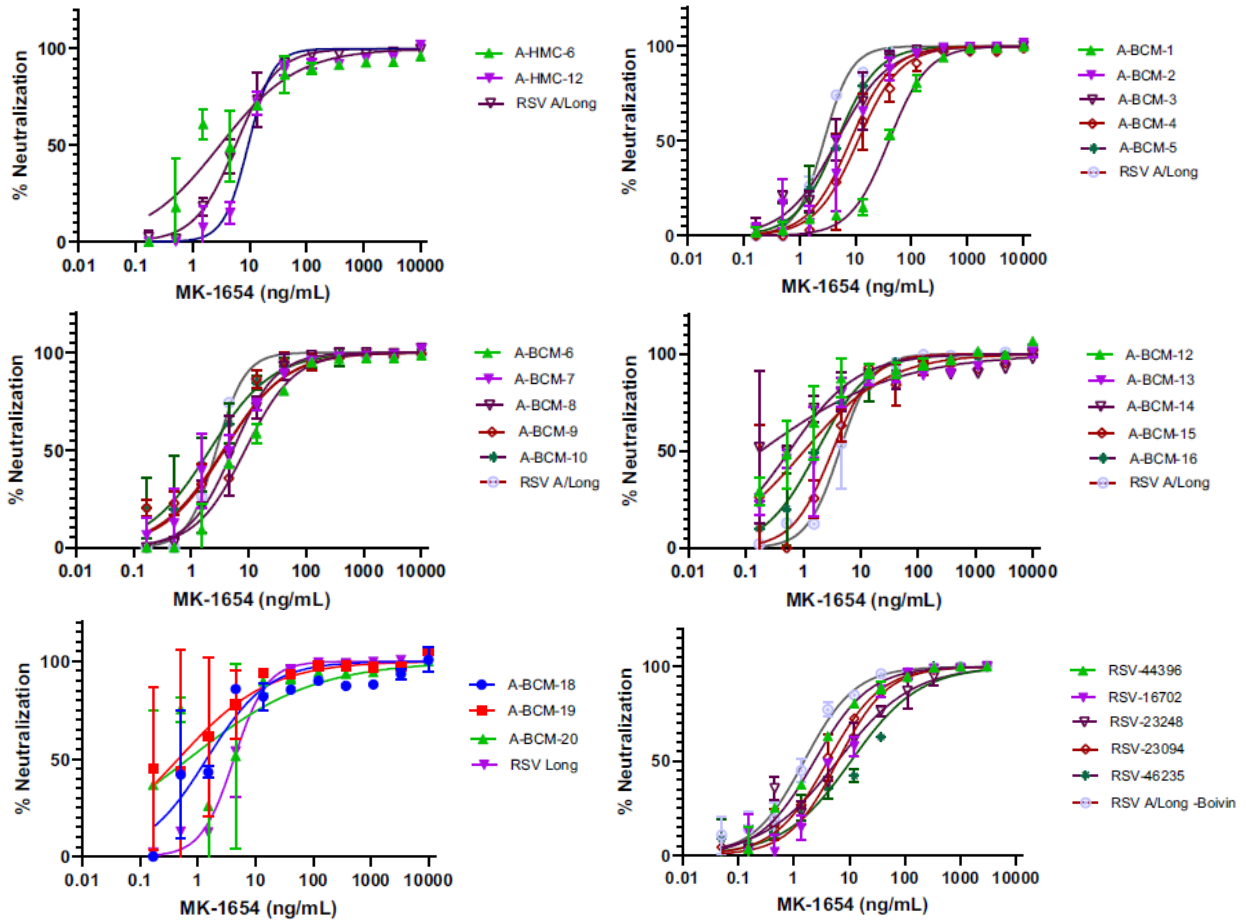 % Neutralization
100
50
0
0.01 0.1 1 10 100 1000 10000
MK-1654 (ng/mL)
A-HMC-6
A-HMC-12
RSV A/Long
% Neutralization
100
50
0
0.01 0.1 1 10 100 1000 10000
MK-1654 (ng/mL)
A-BCM-1
A-BCM-2
A-BCM-3
A-BCM-4
A-BCM-5
RSV A/Long
% Neutralization
100
50
0
0.01 0.1 1 10 100 1000 10000
MK-1654 (ng/mL)
A-BCM-6
A-BCM-7
A-BCM-8
A-BCM-9
A-BCM-10
RSV A/Long
% Neutralization
100
50
0
0.01 0.1 1 10 100 1000 10000
MK-1654 (ng/mL)
A-BCM-12
A-BCM-13
A-BCM-14
A-BCM-15
A-BCM-16
RSV A/Long
% Neutralization
100
50
0
0.01 0.1 1 10 100 1000 10000
MK-1654 (ng/mL)
A-BCM-18
A-BCM-19
A-BCM-20
RSV Long
% Neutralization
100
50
0
0.01 0.1 1 10 100 1000 10000
MK-1654 (ng/mL)
RSV-44396
RSV-16702
RSV-23248
RSV-23094
RSV-46235
RSV A/Long -Boivin